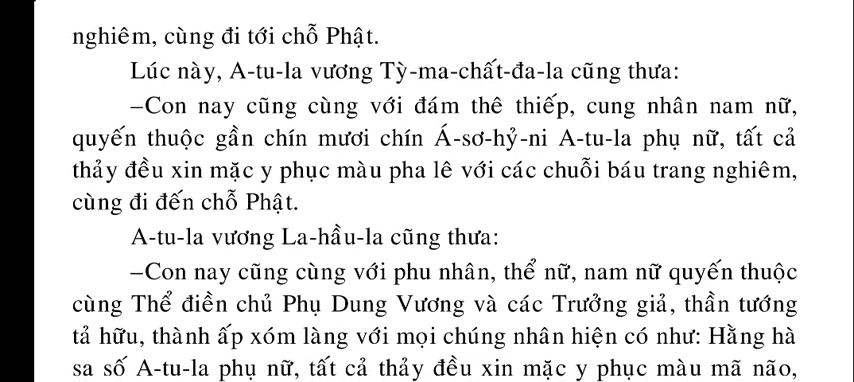 nghiêm, cùng đi tới chỗ Phật.
Lúc này, A-tu-la vương Tỳ-ma-chất-đa-la cũng thưa:
–Con nay cũng cùng với đám thê thiếp, cung nhân nam nữ,
quyến thuộc gần chín mươi chín Á-sơ-hỷ-ni A-tu-la phụ nữ, tất cả
thảy đều xin mặc y phục màu pha lê với các chuỗi báu trang nghiêm,
cùng đi đến chỗ Phật.
A-tu-la vương La-hầu-la cũng thưa:
–Con nay cũng cùng với phu nhân, thể nữ, nam nữ quyến thuộc
cùng Thể điền chủ Phụ Dung Vương và các Trưởng giả, thần tướng
tả hữu, thành ấp xóm làng với mọi chúng nhân hiện có như: Hằng hà
sa số A-tu-la phụ nữ, tất cả thảy đều xin mặc y phục màu mã não,